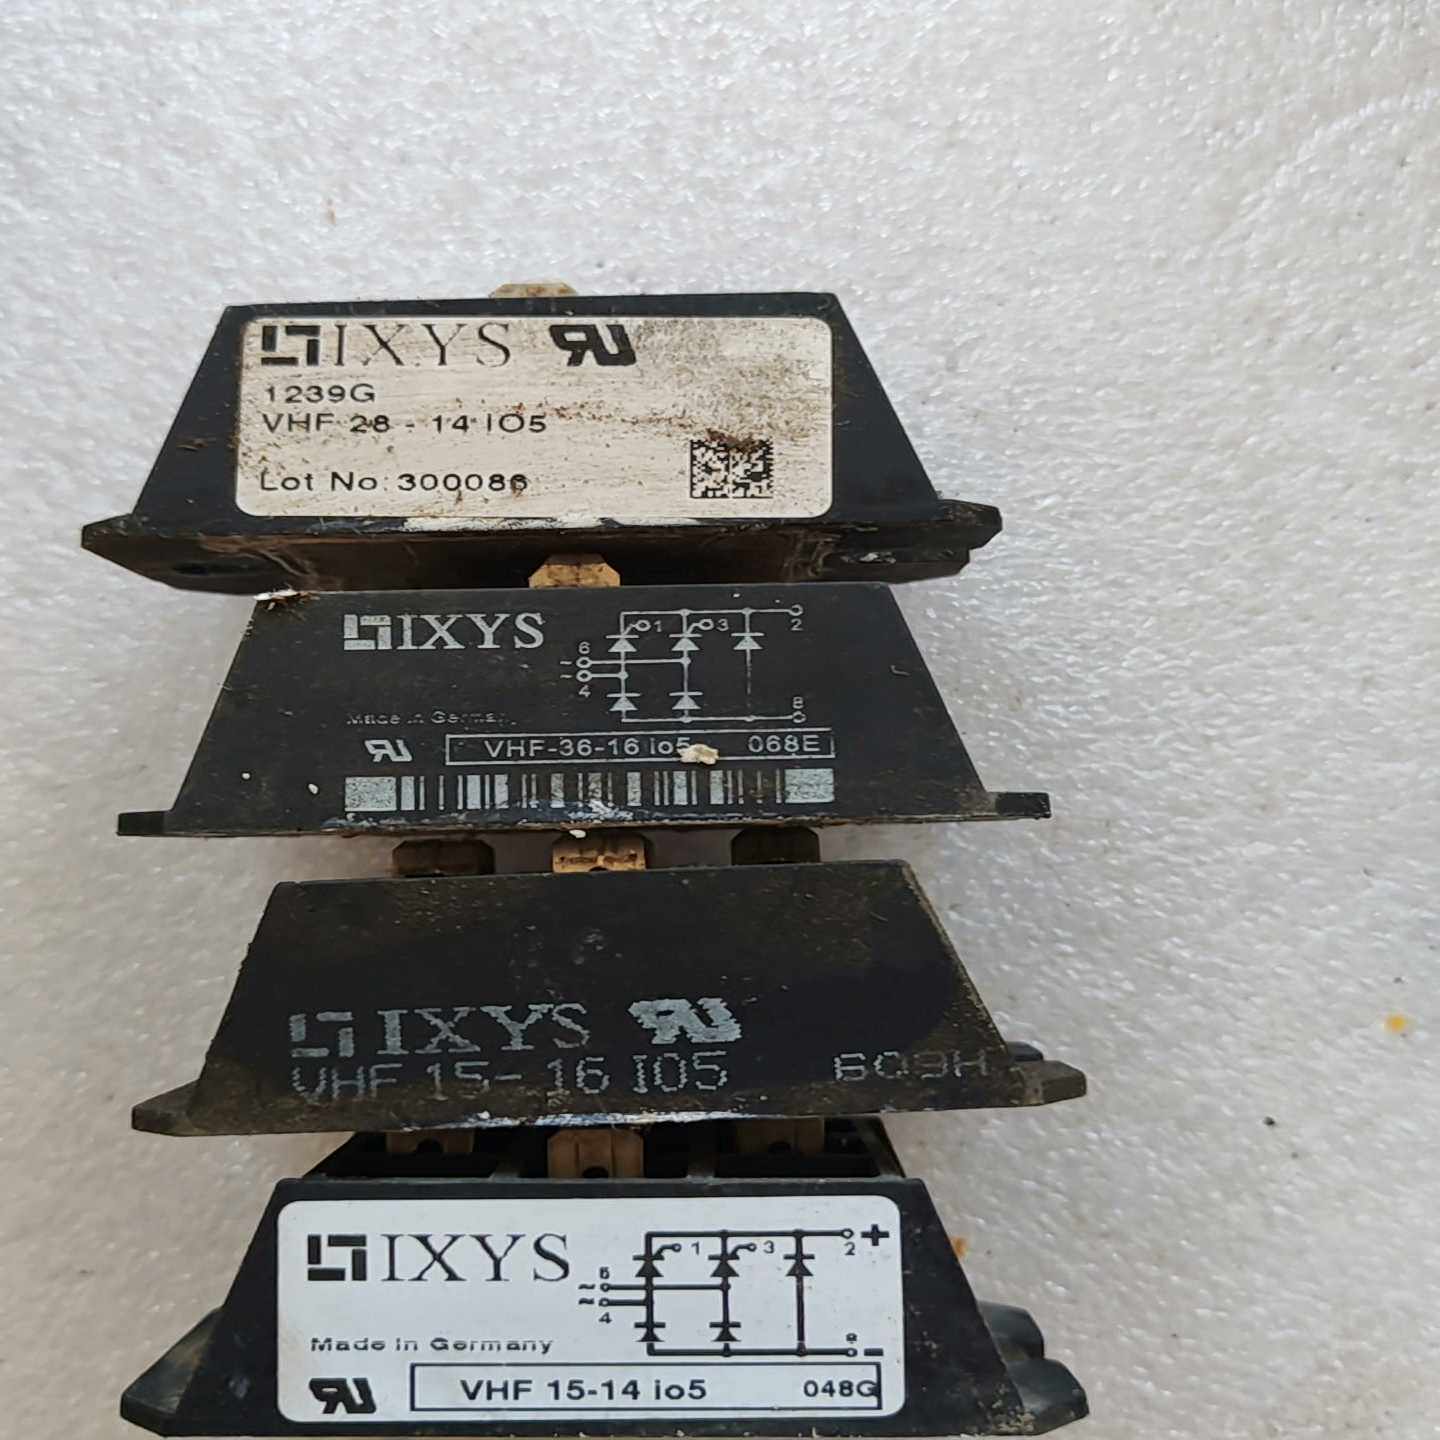 IXYS
1239G
VHF 28 - 14 IO5
Lot No: 300086
IXYS
1
3
2
6
~
~
4
8
Made in Germany
VHF-36-16 io5 068E
IXYS
VHF 15-16 IO5 609H
IXYS
1
3
2
+
6
~
~
4
8
-
Made in Germany
VHF 15-14 io5 048G